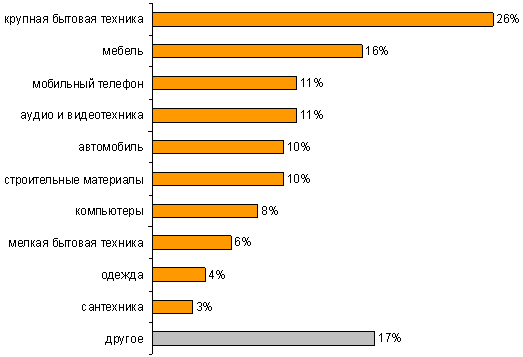 крупная бытовая техника 26%
мебель 16%
мобильный телефон 11%
аудио и видеотехника 11%
автомобиль 10%
строительные материалы 10%
компьютеры 8%
мелкая бытовая техника 6%
одежда 4%
сантехника 3%
другое 17%